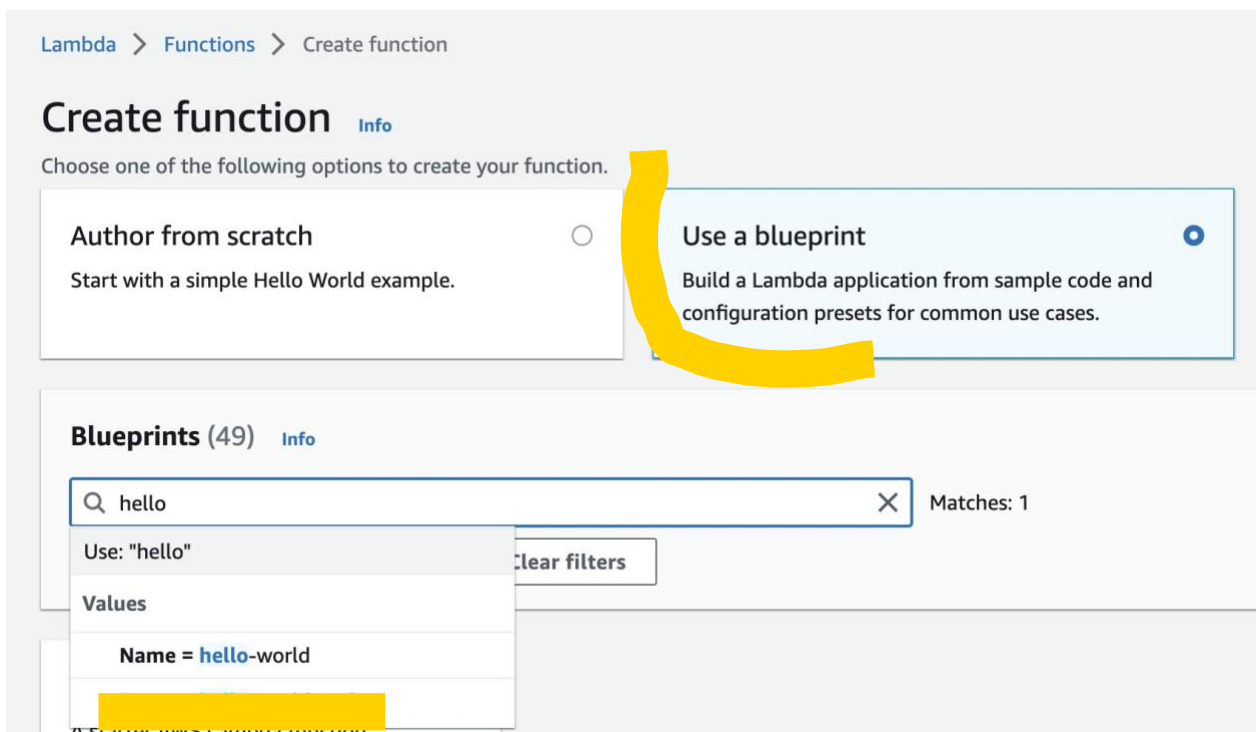 Lambda > Functions > Create function
Create function Info
Choose one of the following options to create your function.
Author from scratch
Start with a simple Hello World example.
Use a blueprint
Build a Lambda application from sample code and
configuration presets for common use cases.
Blueprints (49) Info
hello
Matches: 1
Use: "hello"
Clear filters
Values
Name = hello-world